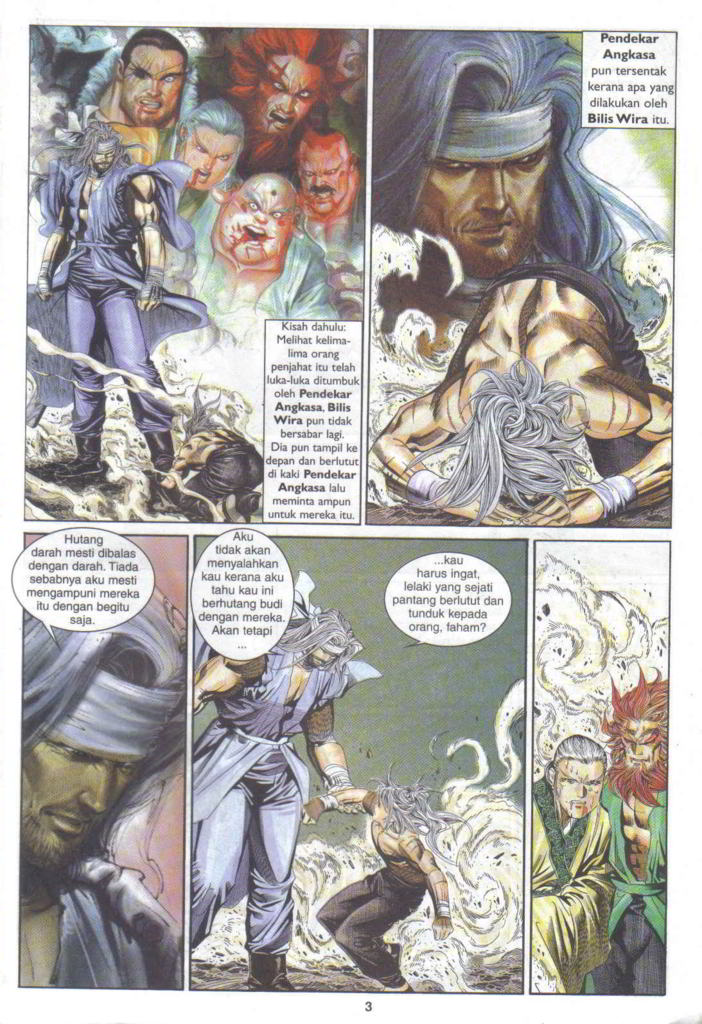 Kisah dahulu:
Melihat kelima-
lima orang
penjahat itu telah
luka-luka ditumbuk
oleh Pendekar
Angkasa, Bilis
Wira pun tidak
bersabar lagi.
Dia pun tampil ke
depan dan berlutut
di kaki Pendekar
Angkasa lalu
meminta ampun
untuk mereka itu.
Pendekar
Angkasa
pun tersentak
kerana apa yang
dilakukan oleh
Bilis Wira itu.
Hutang
darah mesti dibalas
dengan darah. Tiada
sebabnya aku mesti
mengampuni mereka
itu dengan begitu
saja.
Aku
tidak akan
menyalahkan
kau kerana aku
tahu kau ini
berhutang budi
dengan mereka.
Akan tetapi
...
...kau
harus ingat,
lelaki yang sejati
pantang berlutut dan
tunduk kepada
orang, faham?
3